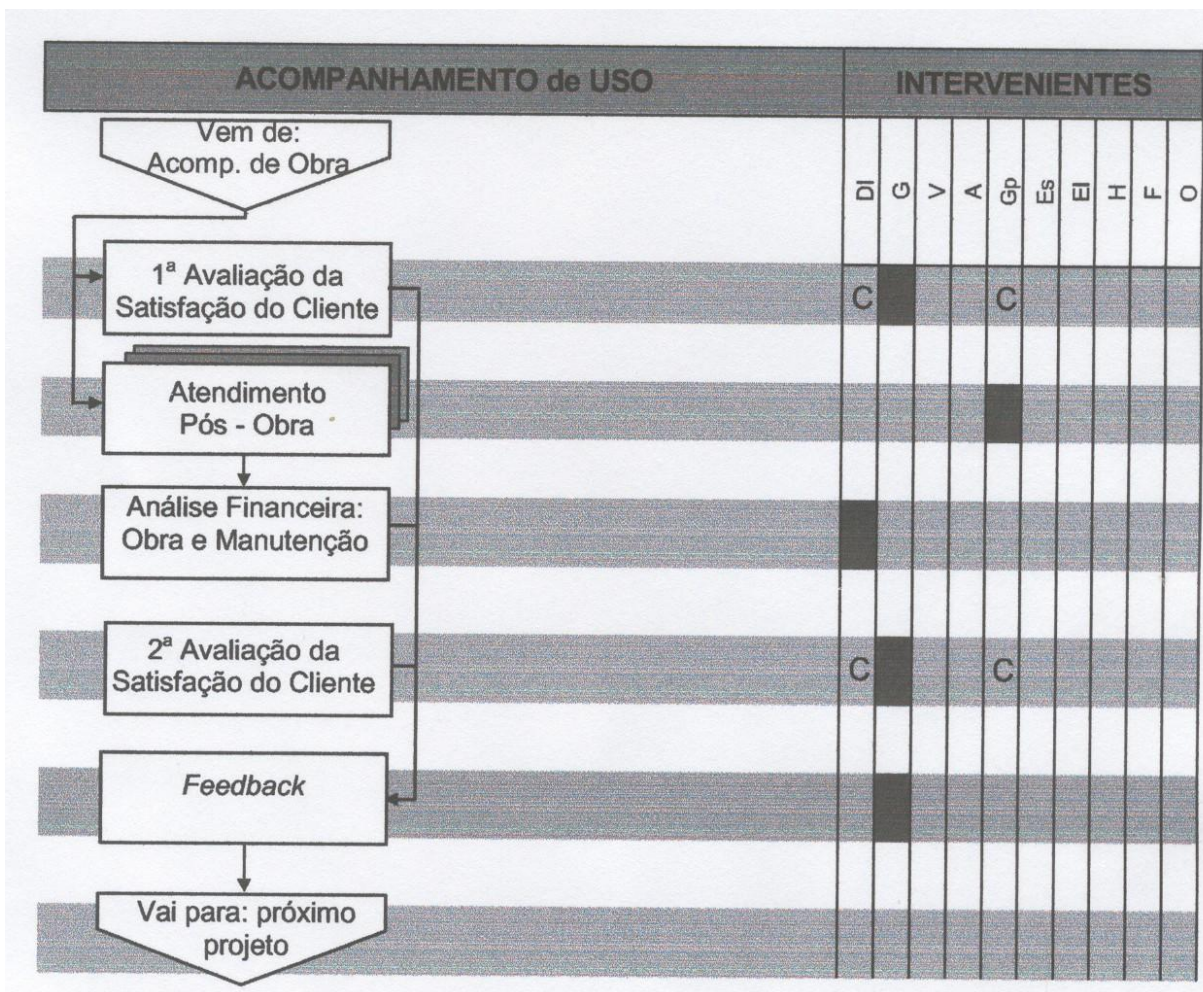 ACOMPANHAMENTO de USO
INTERVENIENTES
Vem de:
Acomp. de Obra
DI
G
V
A
Gp
Es
El
H
F
O
1ª Avaliação da
Satisfação do Cliente
C
C
Atendimento
Pós - Obra
Análise Financeira:
Obra e Manutenção
2ª Avaliação da
Satisfação do Cliente
C
C
Feedback
Vai para: próximo
projeto